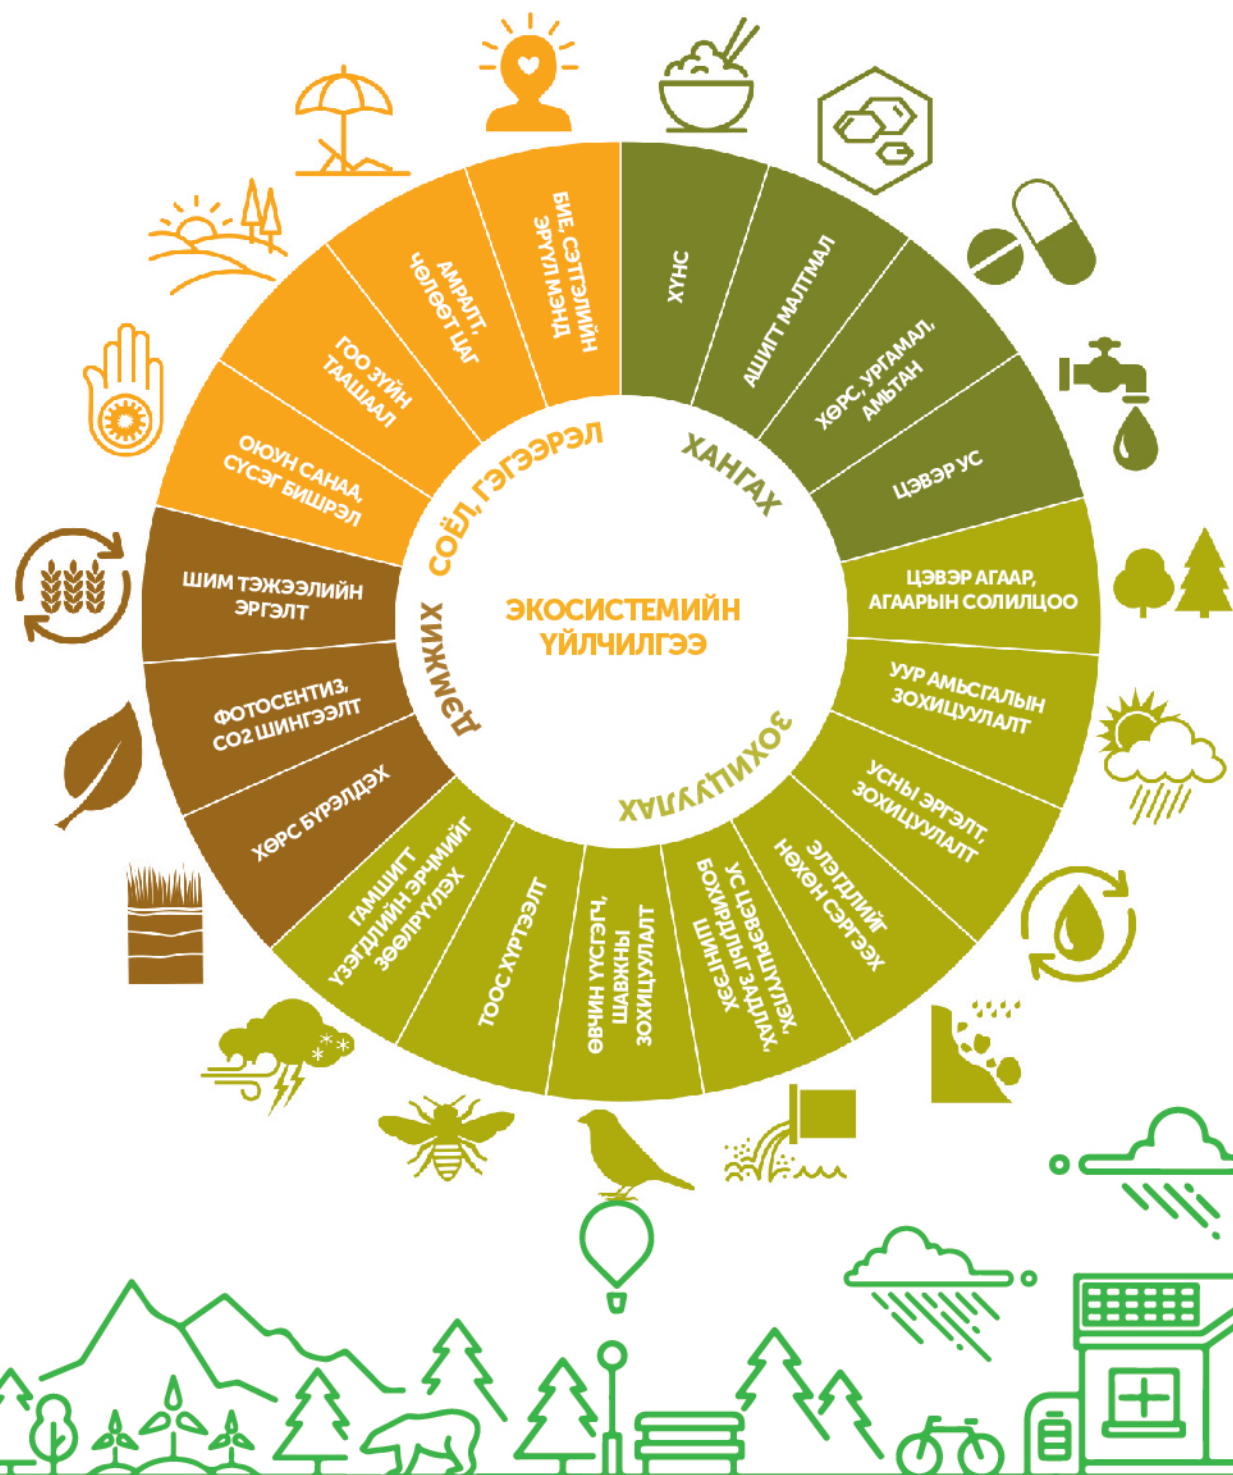 ЭКОСИСТЕМИЙН
ҮЙЛЧИЛГЭЭ
ХАНГАХ
ХҮНС
АШИГТ МАЛТМАЛ
ХӨРС, УРГАМАЛ,
АМЬТАН
ЦЭВЭР УС
ЗОХИЦУУЛАХ
ЦЭВЭР АГААР,
АГААРЫН СОЛИЛЦОО
УУР АМЬСГАЛЫН
ЗОХИЦУУЛАЛТ
УСНЫ ЭРГЭЛТ,
ЗОХИЦУУЛАЛТ
ЭЛЭГДЛИЙГ
НӨХӨН СЭРГЭЭХ
УС ЦЭВЭРШҮҮЛЭХ,
БОХИРДЛЫГ ЗАДЛАХ,
ШИНГЭЭХ
ӨВЧИН ҮҮСГЭГЧ,
ШАВЖНЫ
ЗОХИЦУУЛАЛТ
ТООС ХҮРТЭЭЛТ
ГАМШИГТ
ҮЗЭГДЛИЙН ЭРЧМИЙГ
ЗӨӨЛРҮҮЛЭХ
ДЭМЖИХ
ХӨРС БҮРЭЛДЭХ
ФОТОСЕНТИЗ,
CO2 ШИНГЭЭЛТ
ШИМ ТЭЖЭЭЛИЙН
ЭРГЭЛТ
СОЁЛ, ГЭГЭЭРЭЛ
ОЮУН САНАА,
СҮСЭГ БИШРЭЛ
ГОО ЗҮЙН
ТААШААЛ
АМРАЛТ,
ЧӨЛӨӨТ ЦАГ
БИЕ, СЭТГЭЛИЙН
ЭРҮҮЛ МЭНД